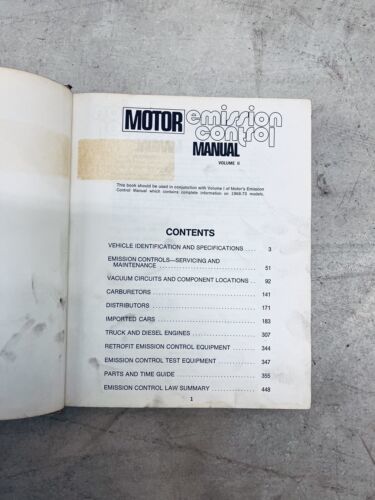 MOTOR emission
control
MANUAL
VOLUME II
This book should be used in conjunction with Volume I of Motor's Emission
Control Manual which contains complete information on 1968-75 models.
CONTENTS
VEHICLE IDENTIFICATION AND SPECIFICATIONS .... 3
EMISSION CONTROLS—SERVICING AND
MAINTENANCE ........................ 51
VACUUM CIRCUITS AND COMPONENT LOCATIONS .. 92
CARBURETORS ........................ 141
DISTRIBUTORS ........................ 171
IMPORTED CARS ........................ 183
TRUCK AND DIESEL ENGINES ........................ 307
RETROFIT EMISSION CONTROL EQUIPMENT ........ 344
EMISSION CONTROL TEST EQUIPMENT ............ 347
PARTS AND TIME GUIDE ........................ 355
EMISSION CONTROL LAW SUMMARY ............... 448
1